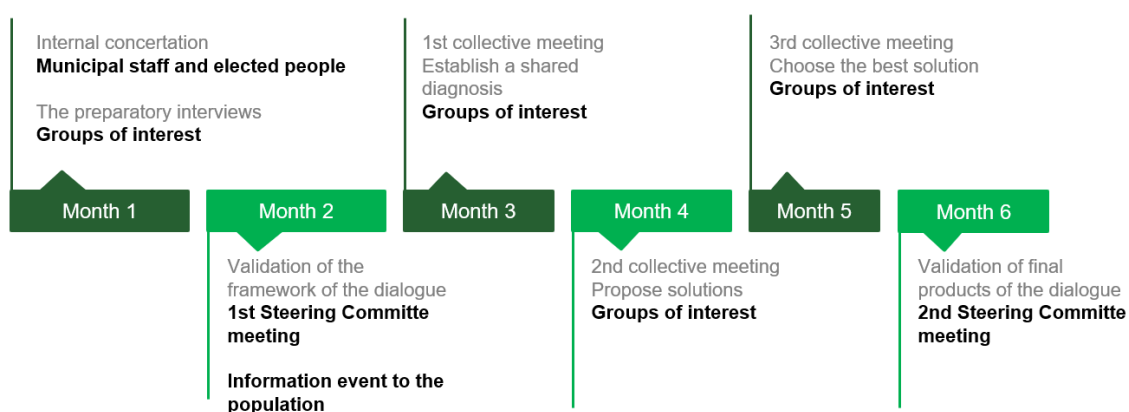 Internal concertation
Municipal staff and elected people
The preparatory interviews
Groups of interest
1st collective meeting
Establish a shared
diagnosis
Groups of interest
3rd collective meeting
Choose the best solution
Groups of interest
Month 1
Month 2
Month 3
Month 4
Month 5
Month 6
Validation of the
framework of the dialogue
1st Steering Committe
meeting
Information event to the
population
2nd collective meeting
Propose solutions
Groups of interest
Validation of final
products of the dialogue
2nd Steering Committe
meeting